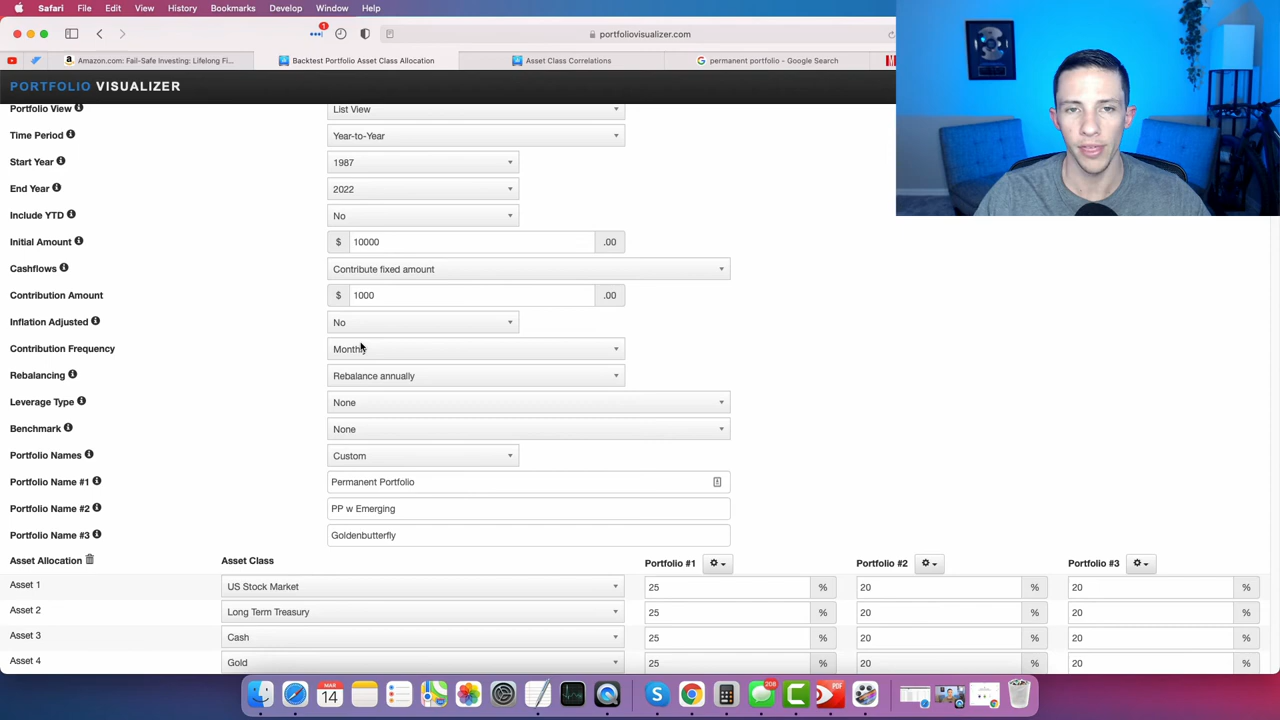 Safari File Edit View History Bookmarks Develop Window Help
1
portfoliovisualizer.com
Amazon.com: Fail-Safe Investing: Lifelong Fi... Backtest Portfolio Asset Class Allocation Asset Class Correlations permanent portfolio - Google Search
PORTFOLIO VISUALIZER
Portfolio View List View
Time Period Year-to-Year
Start Year 1987
End Year 2022
Include YTD No
Initial Amount $ 10000 .00
Cashflows Contribute fixed amount
Contribution Amount $ 1000 .00
Inflation Adjusted No
Contribution Frequency Monthly
Rebalancing Rebalance annually
Leverage Type None
Benchmark None
Portfolio Names Custom
Portfolio Name #1 Permanent Portfolio
Portfolio Name #2 PP w Emerging
Portfolio Name #3 Goldenbutterfly
Asset Allocation Asset Class Portfolio #1 Portfolio #2 Portfolio #3
Asset 1 US Stock Market 25 % 20 % 20 %
Asset 2 Long Term Treasury 25 % 20 % 20 %
Asset 3 Cash 25 % 20 % 20 %
Asset 4 Gold 25 % 20 % 20 %
MAR
14
208
PDF